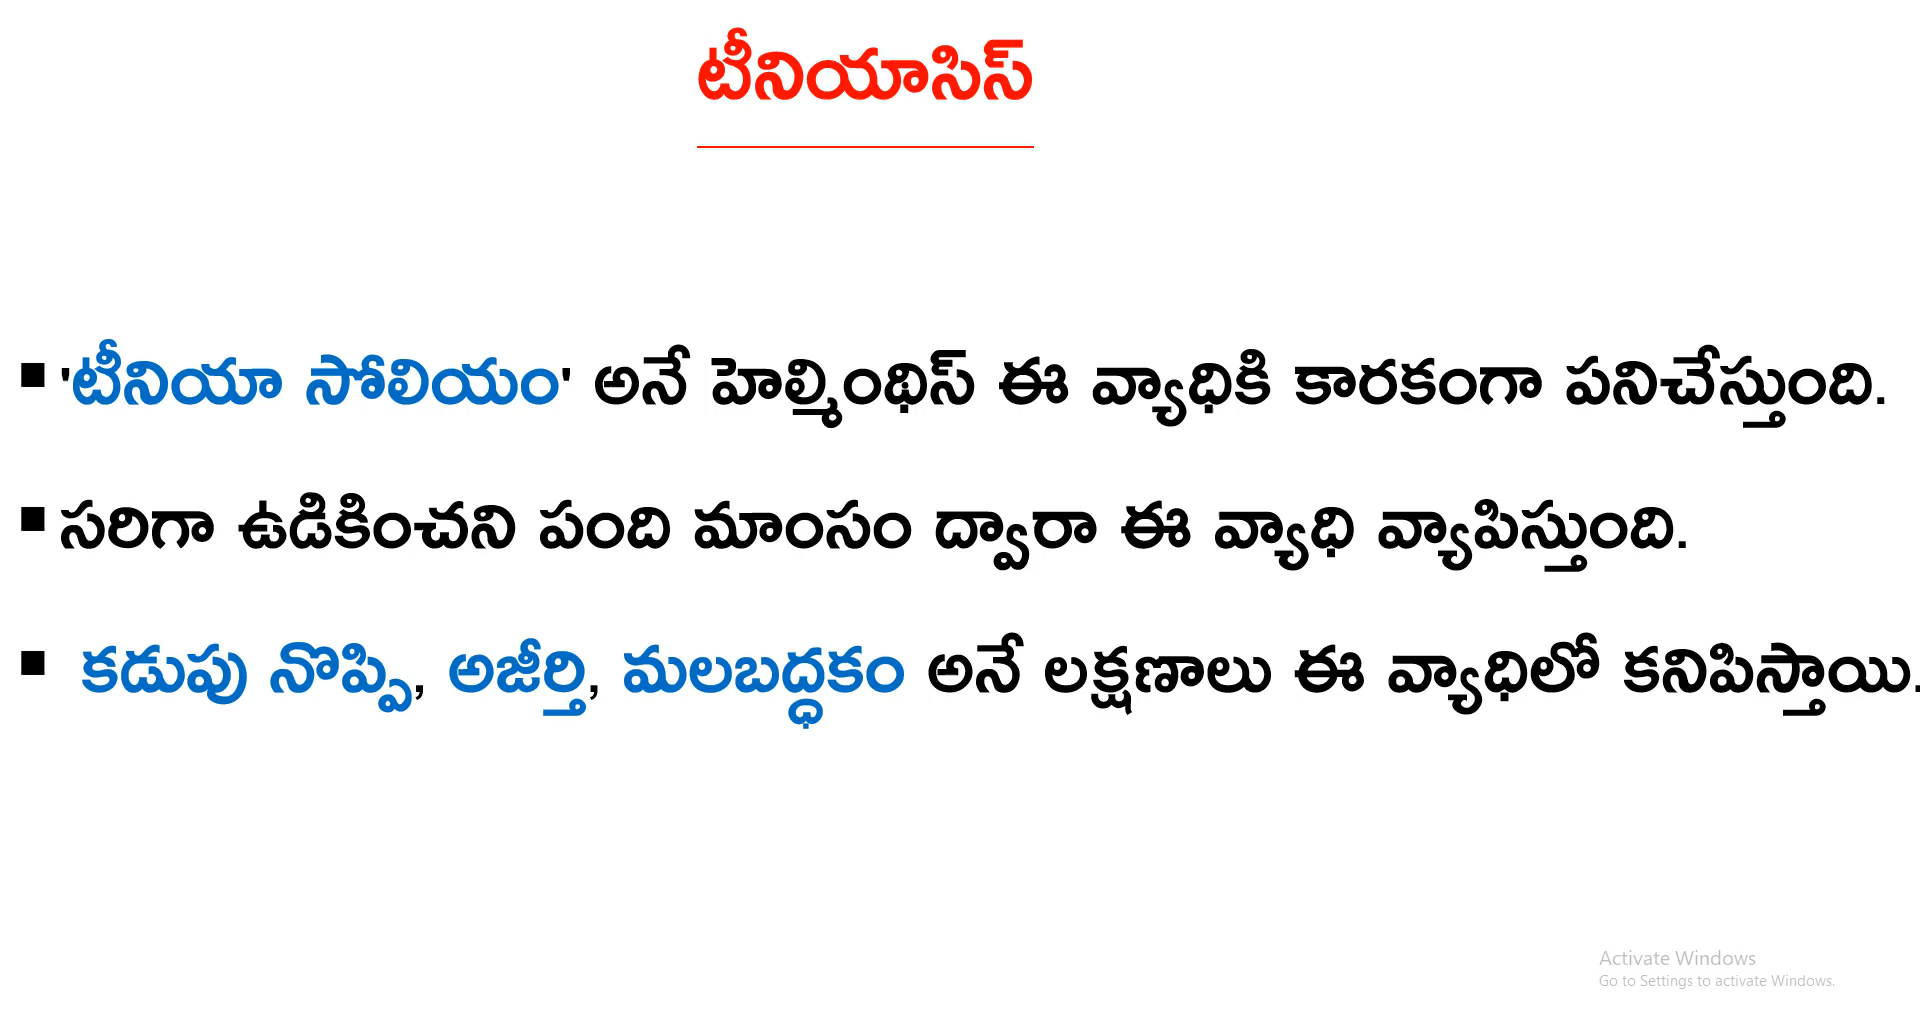 టీనియాసిస్
▪ 'టీనియా సోలియం' అనే హెల్మింథిస్ ఈ వ్యాధికి కారకంగా పనిచేస్తుంది.
▪ సరిగా ఉడికించని పంది మాంసం ద్వారా ఈ వ్యాధి వ్యాపిస్తుంది.
▪ కడుపు నొప్పి, అజీర్తి, మలబద్ధకం అనే లక్షణాలు ఈ వ్యాధిలో కనిపిస్తాయి.
Activate Windows
Go to Settings to activate Windows.